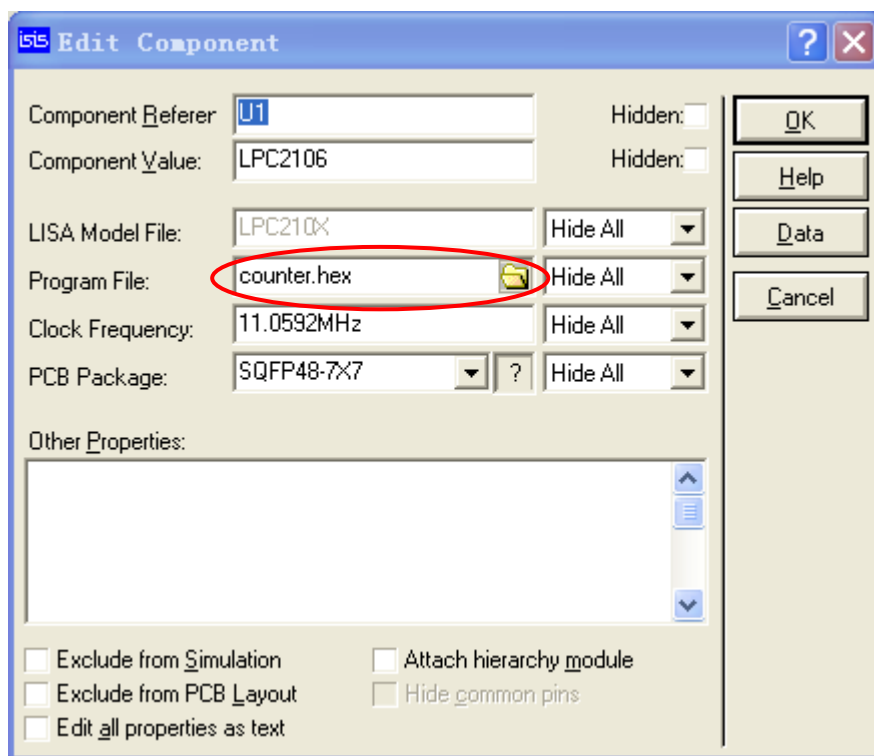 isis Edit Component ?
Component Referer U1 Hidden:
Component Value: LPC2106 Hidden:
LISA Model File: LPC210X Hide All
Program File: counter.hex Hide All
Clock Frequency: 11.0592MHz Hide All
PCB Package: SQFP48-7X7 ? Hide All
Other Properties:
Exclude from Simulation Attach hierarchy module
Exclude from PCB Layout Hide common pins
Edit all properties as text
OK
Help
Data
Cancel